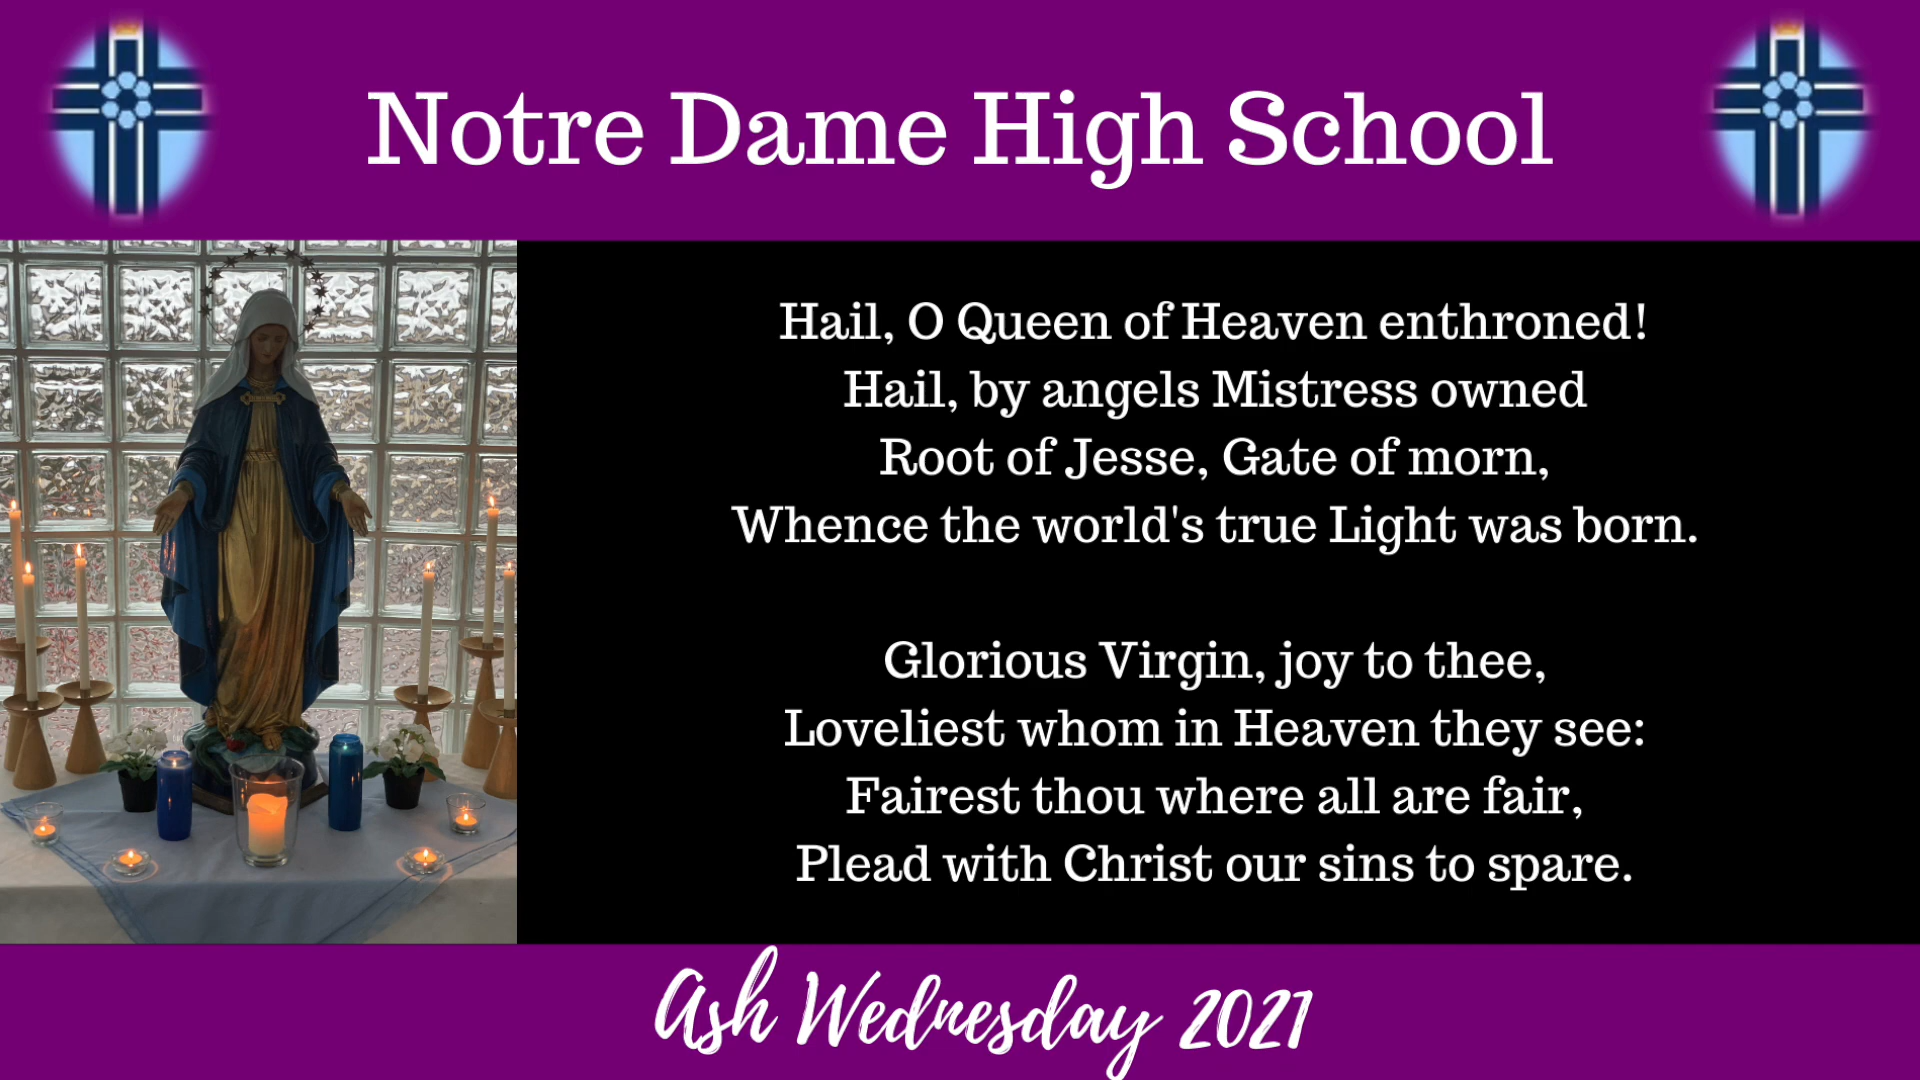 Notre Dame High School
Hail, O Queen of Heaven enthroned!
Hail, by angels Mistress owned
Root of Jesse, Gate of morn,
Whence the world's true Light was born.
Glorious Virgin, joy to thee,
Loveliest whom in Heaven they see:
Fairest thou where all are fair,
Plead with Christ our sins to spare.
Ash Wednesday 2021